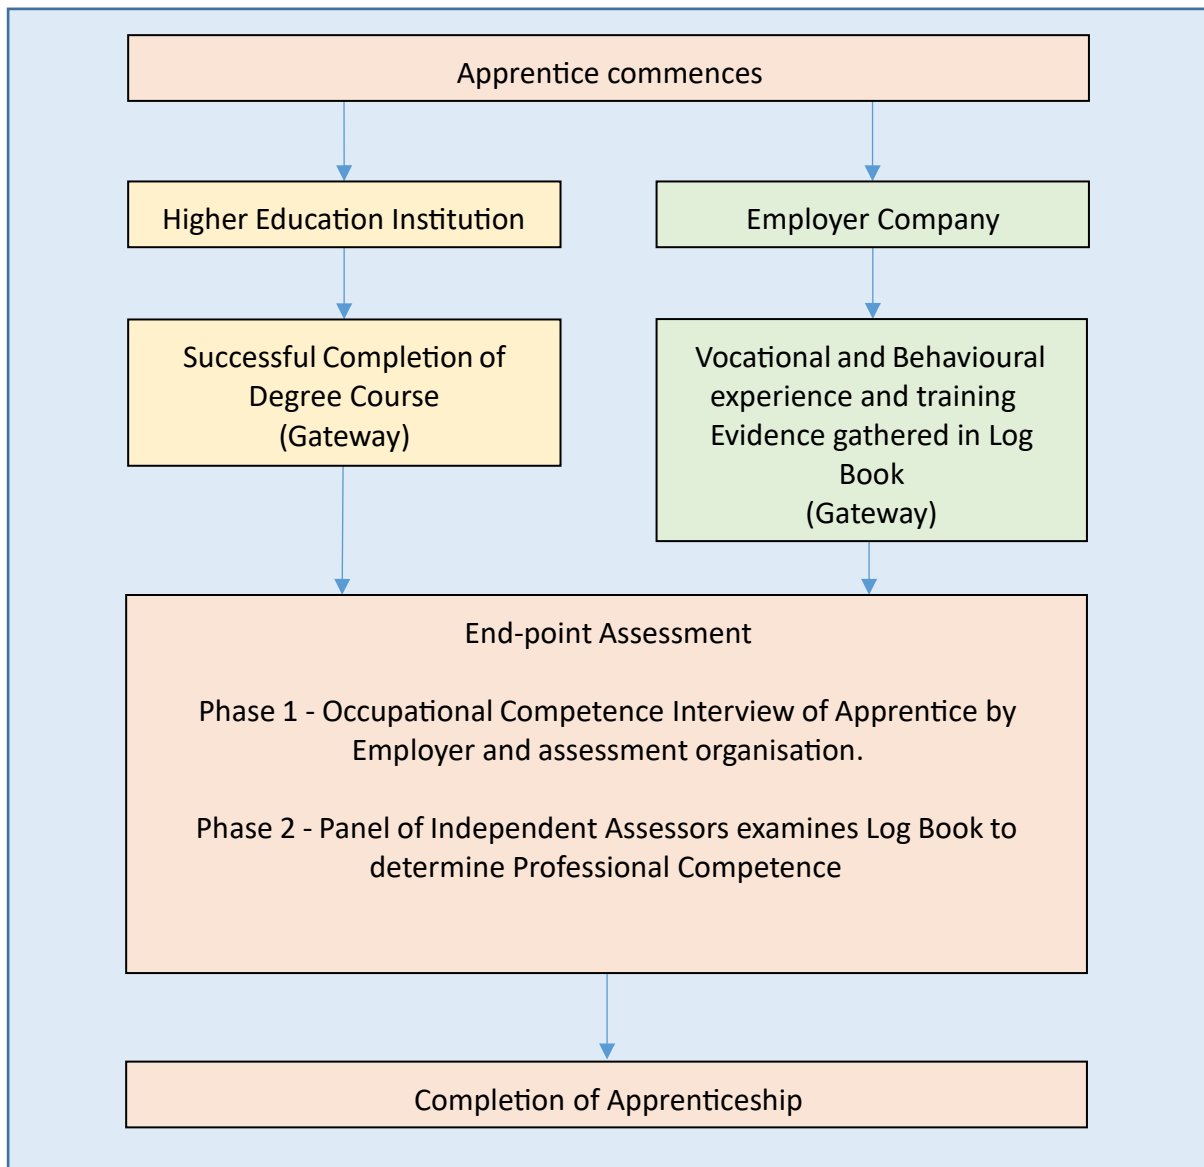 Apprentice commences
Higher Education Institution
Employer Company
Successful Completion of
Degree Course
(Gateway)
Vocational and Behavioural
experience and training
Evidence gathered in Log
Book
(Gateway)
End-point Assessment
Phase 1 - Occupational Competence Interview of Apprentice by
Employer and assessment organisation.
Phase 2 - Panel of Independent Assessors examines Log Book to
determine Professional Competence
Completion of Apprenticeship